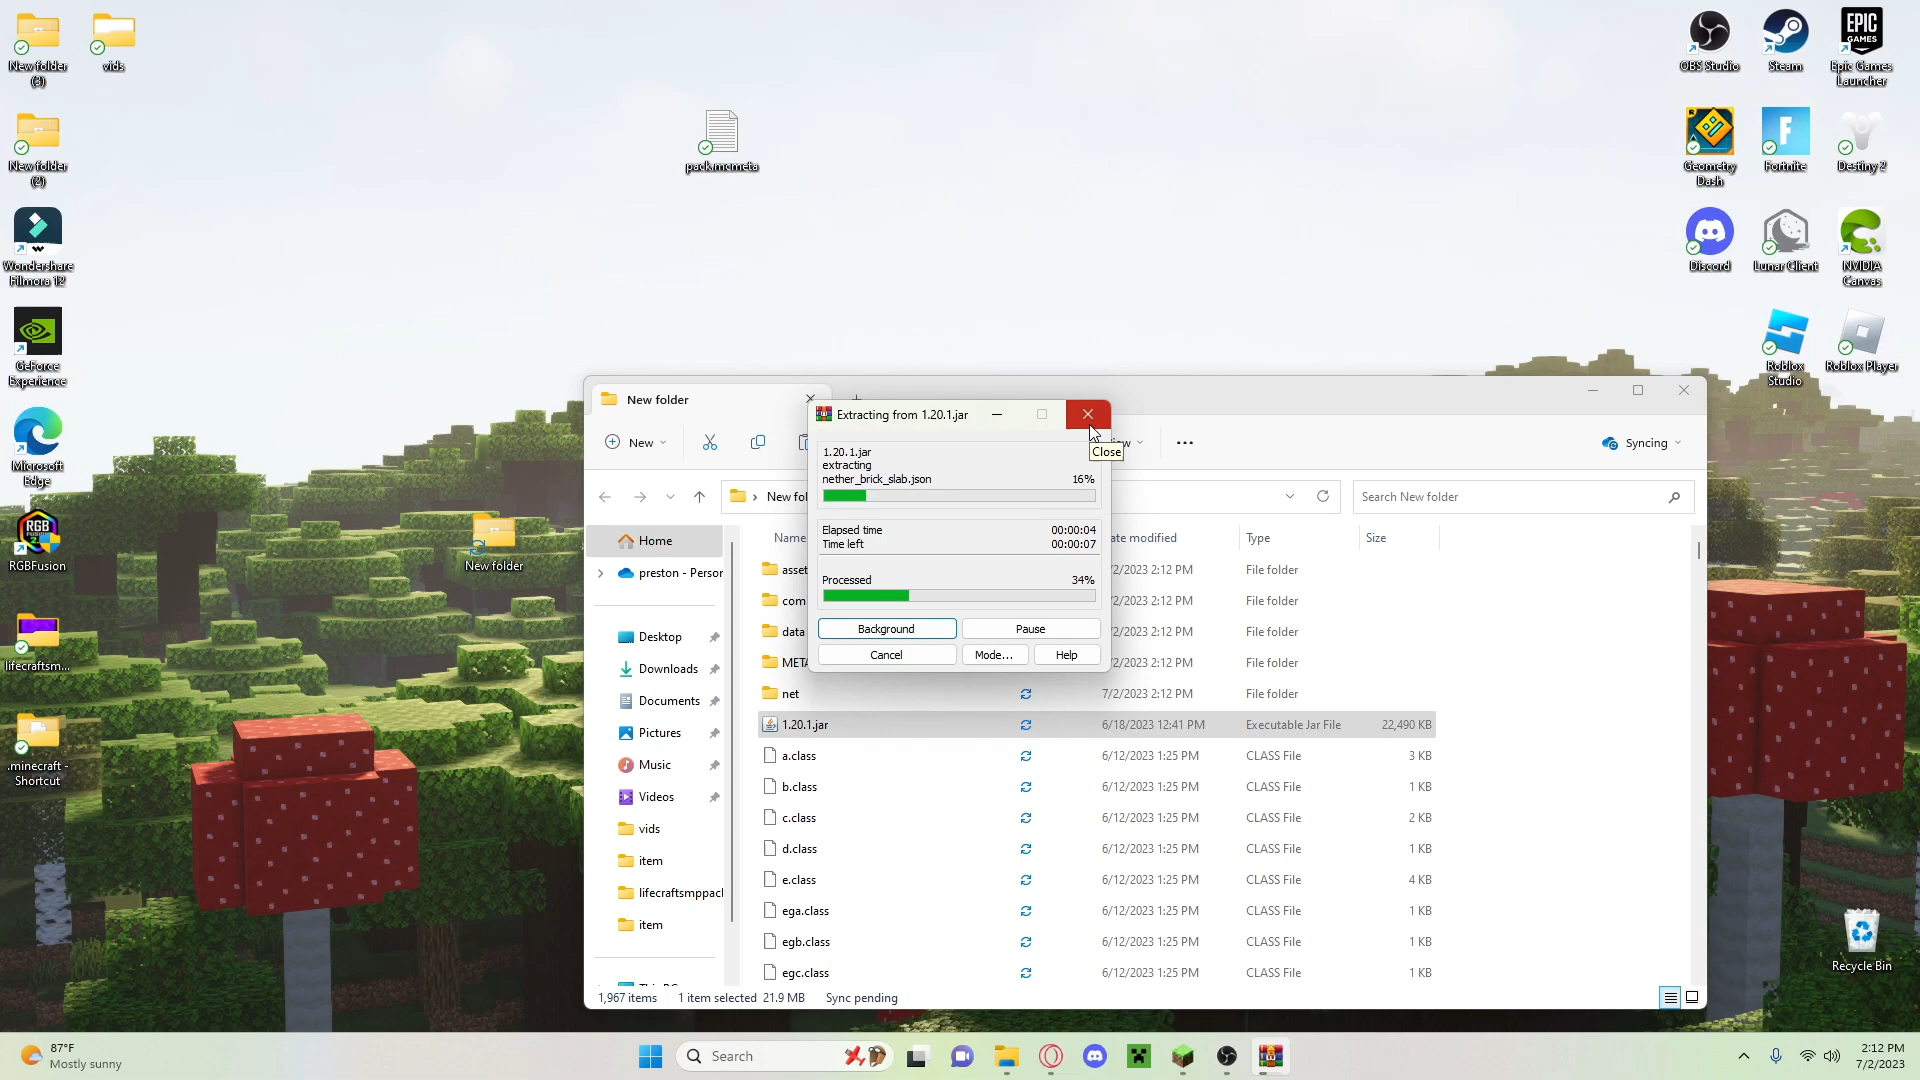 New folder
(3)
vids
New folder
(2)
Wondershare
Filmora 12
GeForce
Experience
Microsoft
Edge
RGB
FUSION
2.0
RGBFusion
lifecraftsm...
.minecraft -
Shortcut
pack.mcmeta
New folder
OBS Studio
Steam
EPIC
GAMES
Epic Games
Launcher
Geometry
Dash
Fortnite
Destiny 2
Discord
Lunar Client
NVIDIA
Canvas
Roblox
Studio
Roblox Player
Recycle Bin
New folder
New
Syncing
New fol
Search New folder
Home
preston - Person
Desktop
Downloads
Documents
Pictures
Music
Videos
vids
item
lifecraftsmppack
item
Name
ate modified
Type
Size
asset
/2/2023 2:12 PM
File folder
com
/2/2023 2:12 PM
File folder
data
/2/2023 2:12 PM
File folder
META
/2/2023 2:12 PM
File folder
net
7/2/2023 2:12 PM
File folder
1.20.1.jar
6/18/2023 12:41 PM
Executable Jar File
22,490 KB
a.class
6/12/2023 1:25 PM
CLASS File
3 KB
b.class
6/12/2023 1:25 PM
CLASS File
1 KB
c.class
6/12/2023 1:25 PM
CLASS File
2 KB
d.class
6/12/2023 1:25 PM
CLASS File
1 KB
e.class
6/12/2023 1:25 PM
CLASS File
4 KB
ega.class
6/12/2023 1:25 PM
CLASS File
1 KB
egb.class
6/12/2023 1:25 PM
CLASS File
1 KB
egc.class
6/12/2023 1:25 PM
CLASS File
1 KB
1,967 items
1 item selected 21.9 MB
Sync pending
Extracting from 1.20.1.jar
Close
1.20.1.jar
extracting
nether_brick_slab.json
16%
Elapsed time
00:00:04
Time left
00:00:07
Processed
34%
Background
Pause
Cancel
Mode...
Help
87°F
Mostly sunny
Search
2:12 PM
7/2/2023